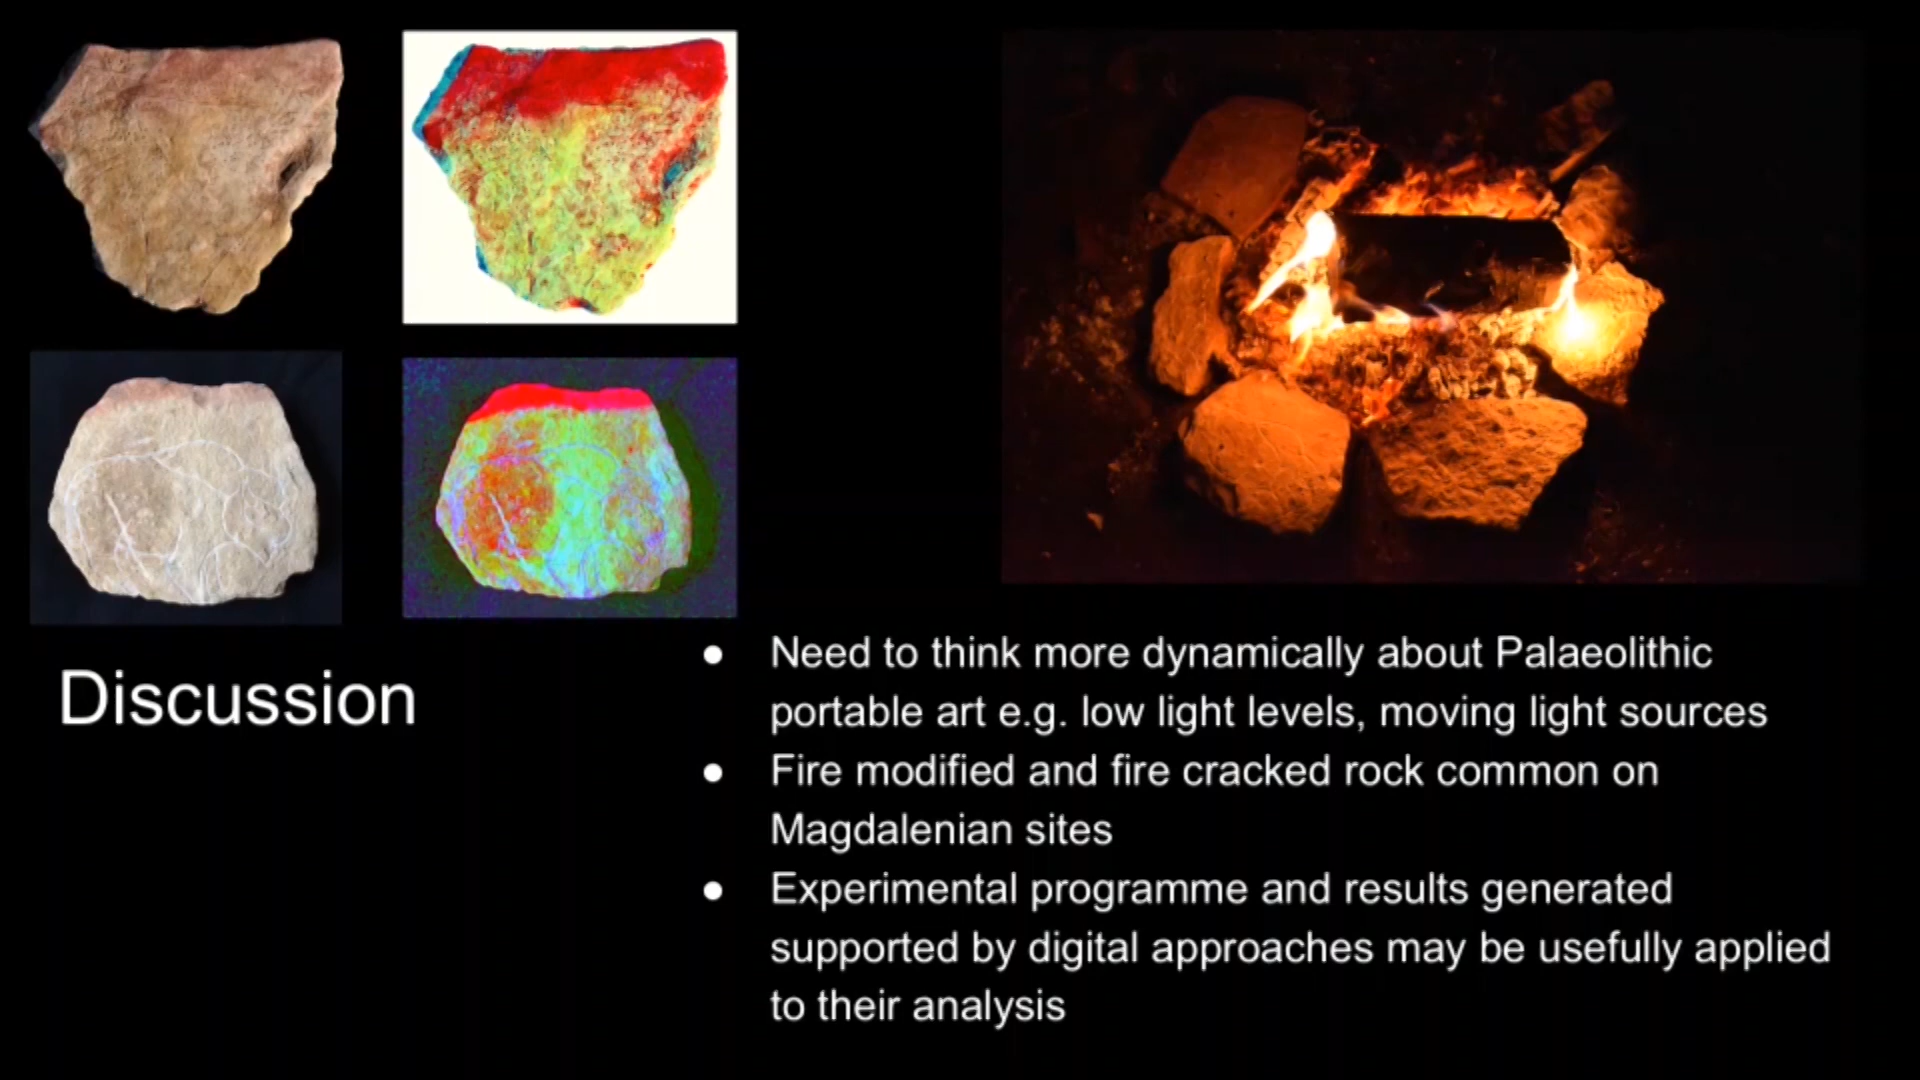 Discussion
● Need to think more dynamically about Palaeolithic
portable art e.g. low light levels, moving light sources
● Fire modified and fire cracked rock common on
Magdalenian sites
● Experimental programme and results generated
supported by digital approaches may be usefully applied
to their analysis